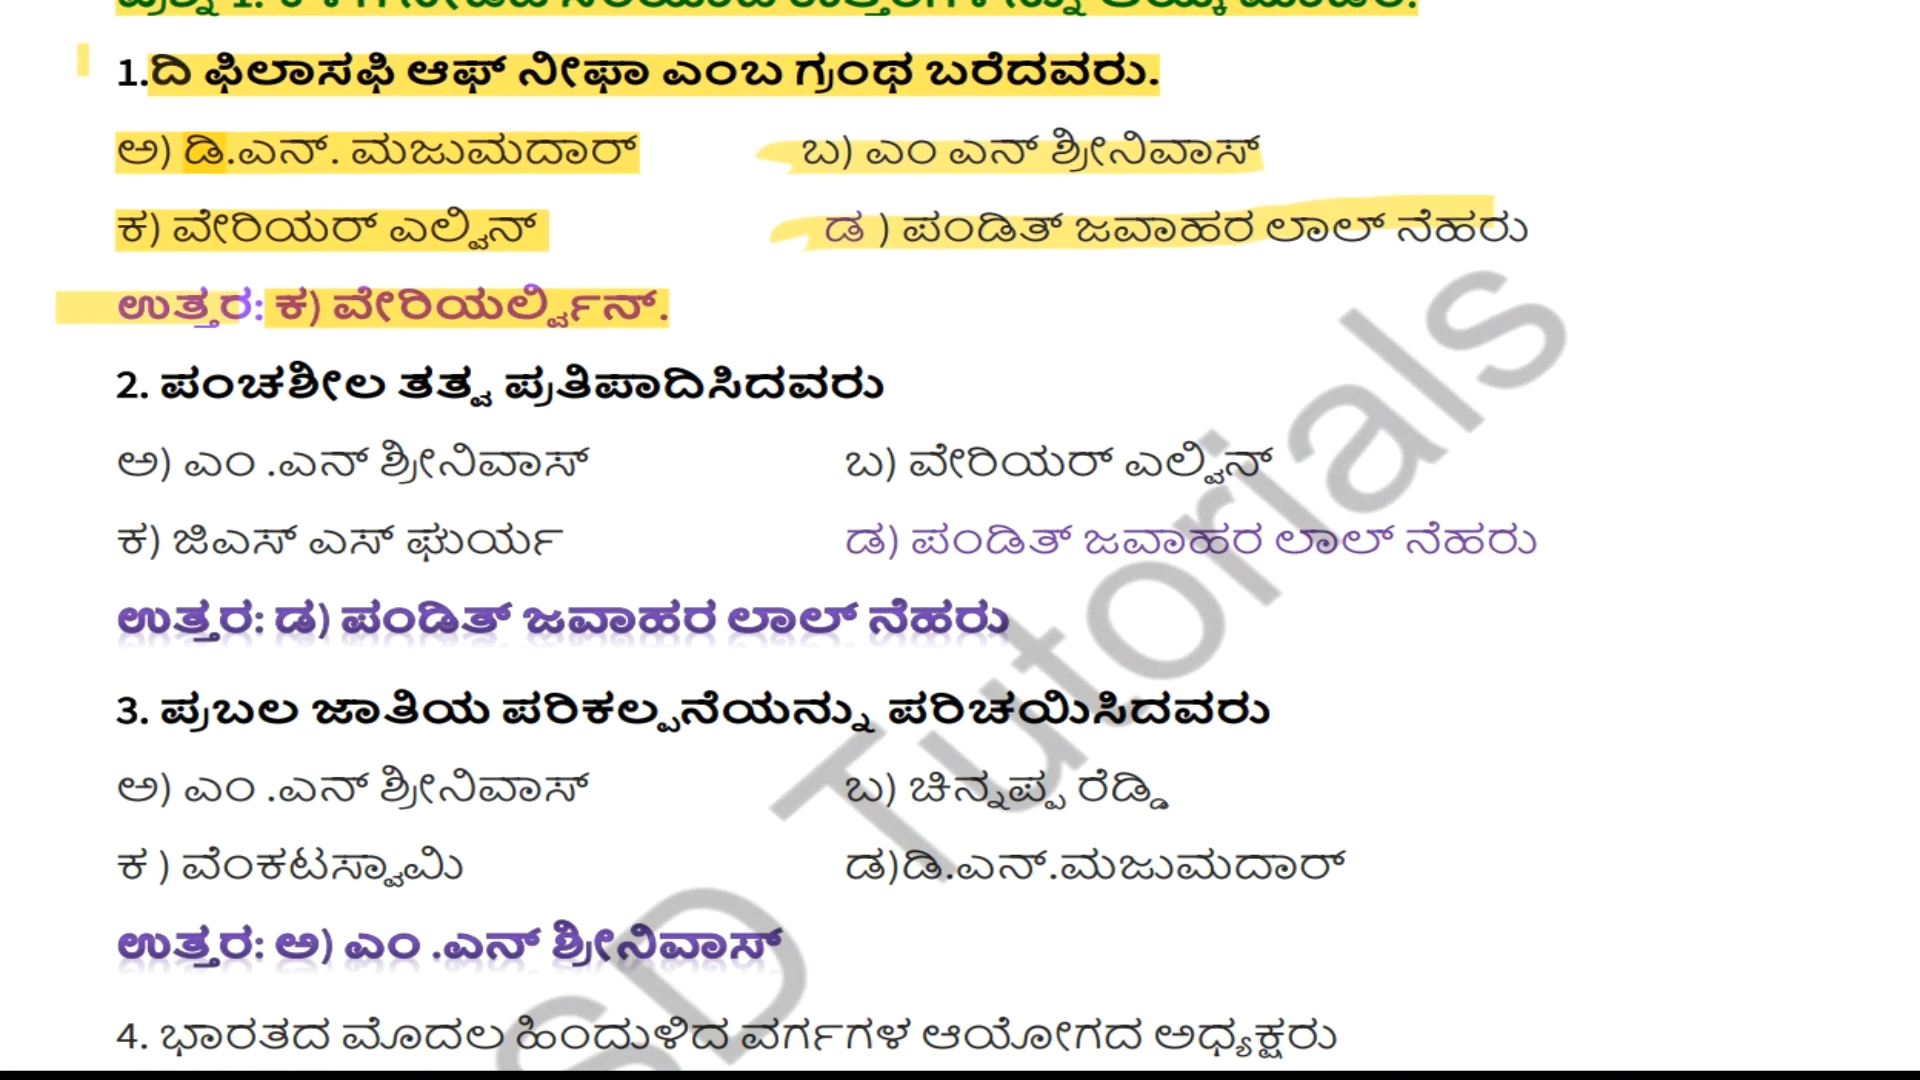 1.ದಿ ಫಿಲಾಸಫಿ ಆಫ್ ನೀಫಾ ಎಂಬ ಗ್ರಂಥ ಬರೆದವರು.
ಅ) ಡಿ.ಎನ್. ಮಜುಮದಾರ್ ಬ) ಎಂ ಎನ್ ಶ್ರೀನಿವಾಸ್
ಕ) ವೇರಿಯರ್ ಎಲ್ವಿನ್ ಡ ) ಪಂಡಿತ್ ಜವಾಹರ ಲಾಲ್ ನೆಹರು
ಉತ್ತರ: ಕ) ವೇರಿಯರ್ಲ್ವಿನ್.
2. ಪಂಚಶೀಲ ತತ್ವ ಪ್ರತಿಪಾದಿಸಿದವರು
ಅ) ಎಂ .ಎನ್ ಶ್ರೀನಿವಾಸ್ ಬ) ವೇರಿಯರ್ ಎಲ್ವಿನ್
ಕ) ಜಿಎಸ್ ಎಸ್ ಘುರ್ಯ ಡ) ಪಂಡಿತ್ ಜವಾಹರ ಲಾಲ್ ನೆಹರು
ಉತ್ತರ: ಡ) ಪಂಡಿತ್ ಜವಾಹರ ಲಾಲ್ ನೆಹರು
3. ಪ್ರಬಲ ಜಾತಿಯ ಪರಿಕಲ್ಪನೆಯನ್ನು ಪರಿಚಯಿಸಿದವರು
ಅ) ಎಂ .ಎನ್ ಶ್ರೀನಿವಾಸ್ ಬ) ಚಿನ್ನಪ್ಪ ರೆಡ್ಡಿ
ಕ ) ವೆಂಕಟಸ್ವಾಮಿ ಡ)ಡಿ.ಎನ್.ಮಜುಮದಾರ್
ಉತ್ತರ: ಅ) ಎಂ .ಎನ್ ಶ್ರೀನಿವಾಸ್
4. ಭಾರತದ ಮೊದಲ ಹಿಂದುಳಿದ ವರ್ಗಗಳ ಆಯೋಗದ ಅಧ್ಯಕ್ಷರು
SD Tutorials